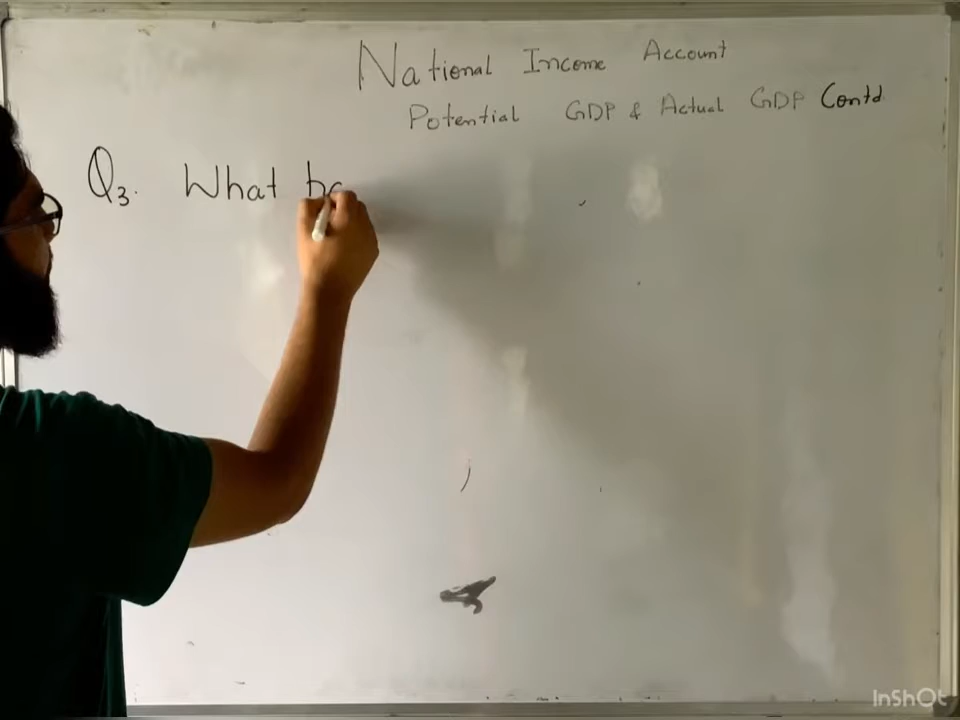 National Income Account
Potential GDP & Actual GDP Contd.
Q3. What
InShot